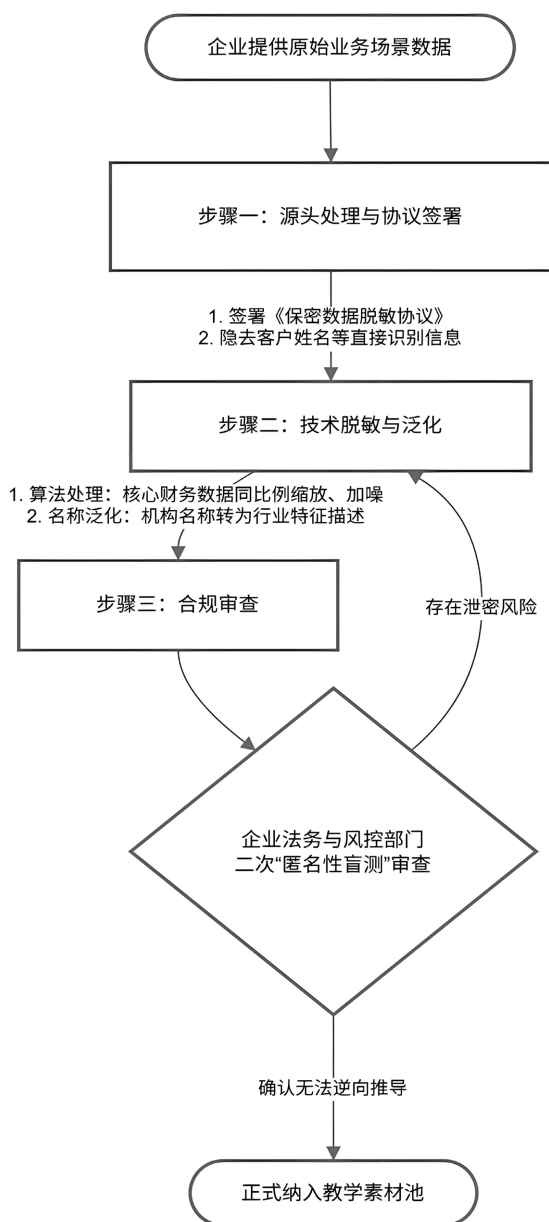 企业提供原始业务场景数据
步骤一：源头处理与协议签署
1. 签署《保密数据脱敏协议》
2. 隐去客户姓名等直接识别信息
步骤二：技术脱敏与泛化
1. 算法处理：核心财务数据同比例缩放、加噪
2. 名称泛化：机构名称转为行业特征描述
步骤三：合规审查
存在泄密风险
企业法务与风控部门
二次“匿名性盲测”审查
确认无法逆向推导
正式纳入教学素材池